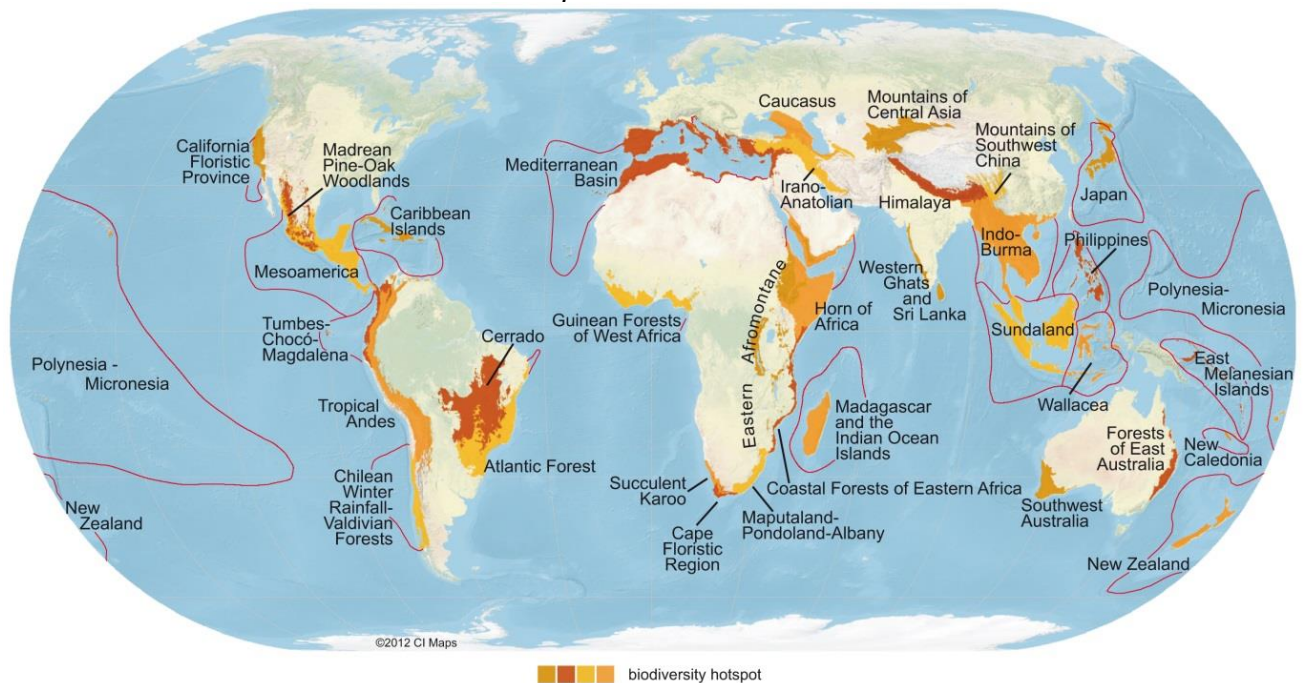 Caucasus
Mountains of
Central Asia
Mountains of
Southwest
China
California
Floristic
Province
Madrean
Pine-Oak
Woodlands
Mediterranean
Basin
Irano-
Anatolian
Himalaya
Japan
Caribbean
Islands
Indo-
Burma
Philippines
Mesoamerica
Western
Ghats
and
Sri Lanka
Polynesia-
Micronesia
Horn of
Africa
Guinean Forests
of West Africa
Tumbes-
Chocó-
Magdalena
Cerrado
Sundaland
Eastern Afromontane
East
Melanesian
Islands
Polynesia -
Micronesia
Wallacea
Tropical
Andes
Madagascar
and the
Indian Ocean
Islands
Forests
of East
Australia
New
Caledonia
Atlantic Forest
Chilean
Winter
Rainfall-
Valdivian
Forests
Succulent
Karoo
Coastal Forests of Eastern Africa
Southwest
Australia
New
Zealand
Cape
Floristic
Region
Maputaland-
Pondoland-Albany
New Zealand
©2012 CI Maps
biodiversity hotspot